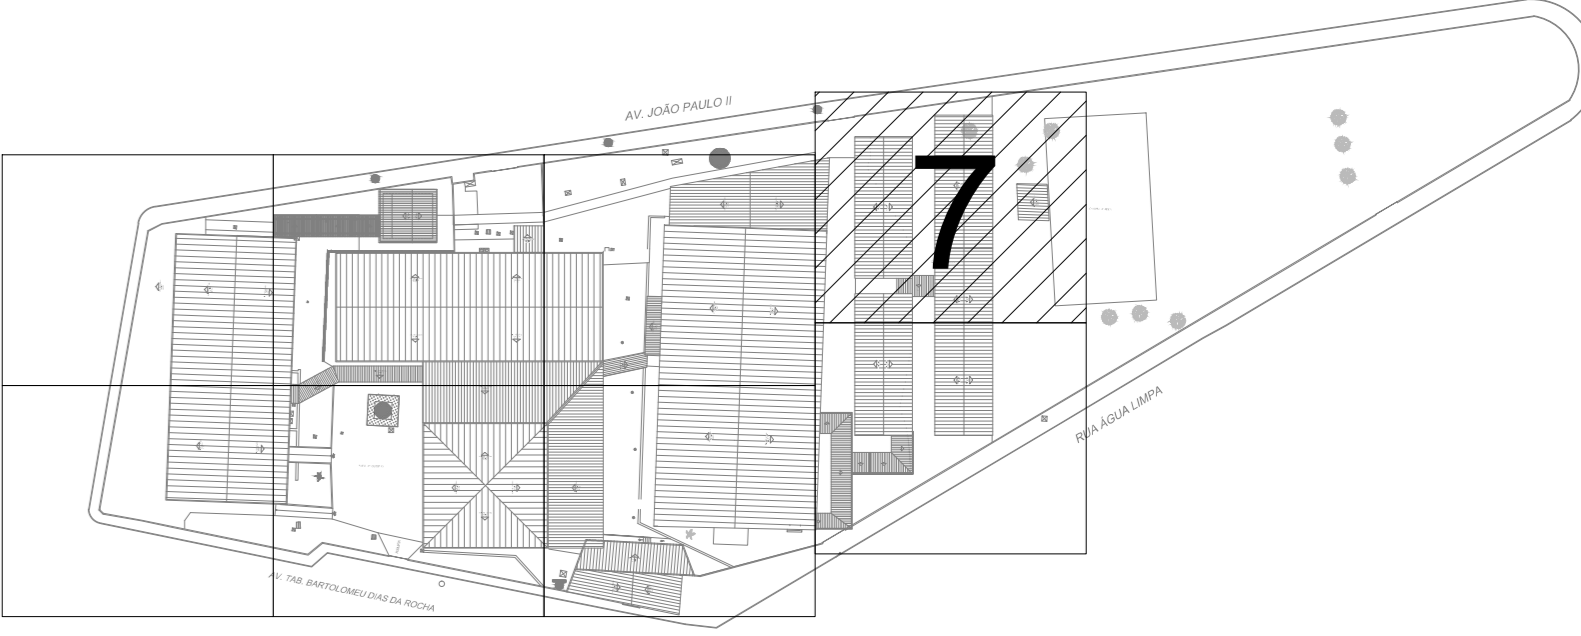 AV. JOÃO PAULO II
7
RUA ÁGUA LIMPA
AV. TAB. BARTOLOMEU DIAS DA ROCHA